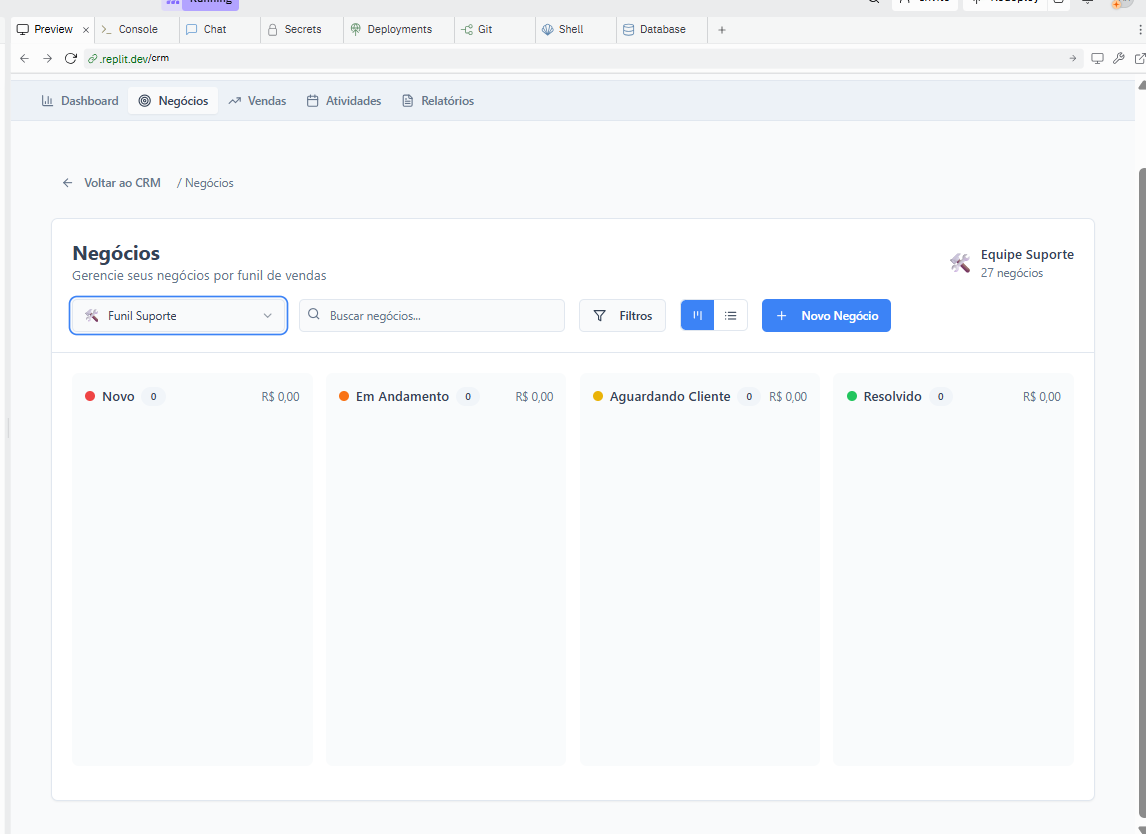 Running
Invite
Redeploy
Preview
Console
Chat
Secrets
Deployments
Git
Shell
Database
.replit.dev/crm
Dashboard
Negócios
Vendas
Atividades
Relatórios
Voltar ao CRM / Negócios
Negócios
Gerencie seus negócios por funil de vendas
Equipe Suporte
27 negócios
Funil Suporte
Buscar negócios...
Filtros
Novo Negócio
Novo 0 R$ 0,00
Em Andamento 0 R$ 0,00
Aguardando Cliente 0 R$ 0,00
Resolvido 0 R$ 0,00